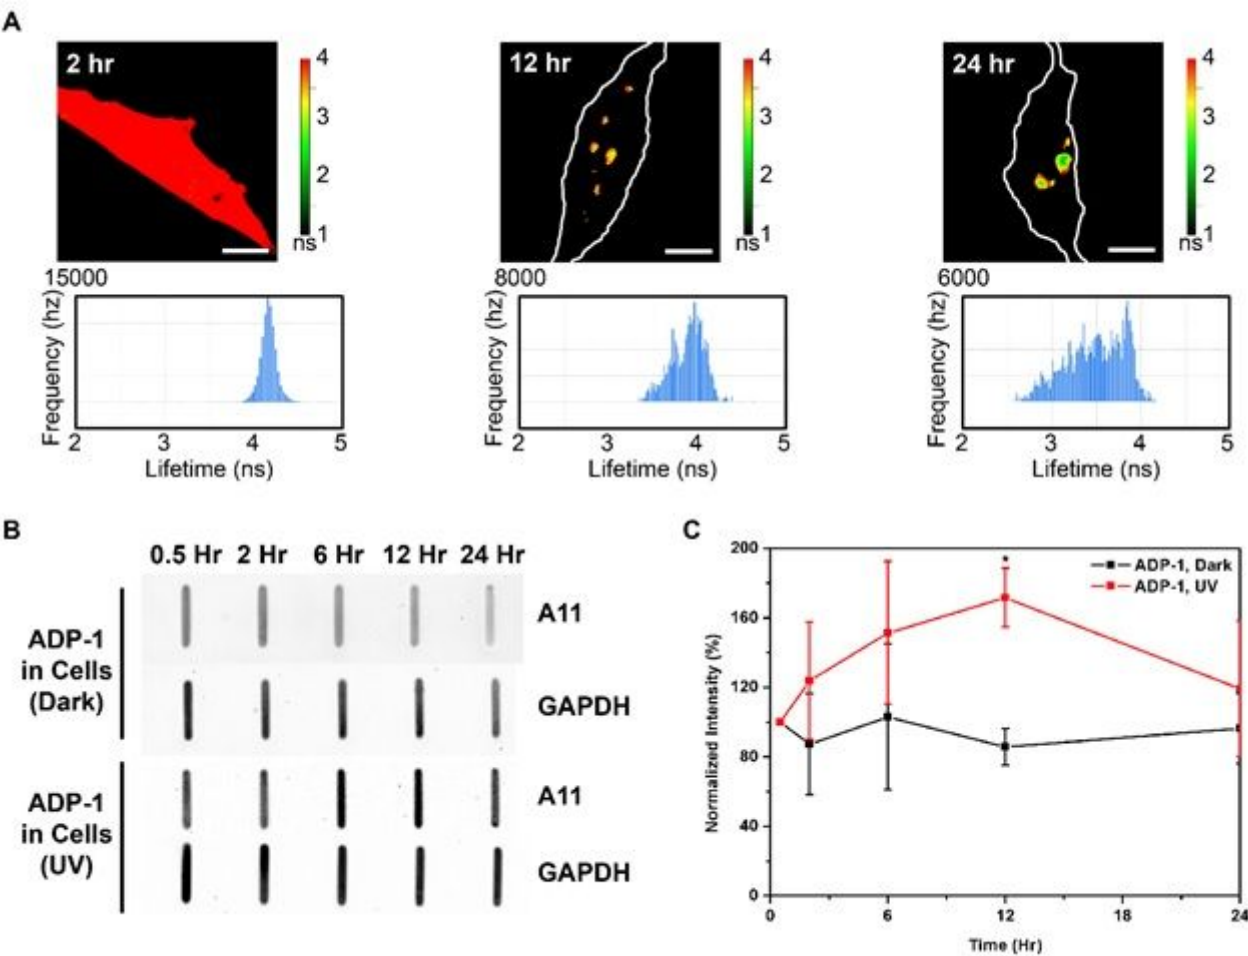 A
2 hr
4
3
2
1
ns
12 hr
4
3
2
1
ns
24 hr
4
3
2
1
ns
15000
Frequency (hz)
2 3 4 5
Lifetime (ns)
8000
Frequency (hz)
2 3 4 5
Lifetime (ns)
6000
Frequency (hz)
2 3 4 5
Lifetime (ns)
B
0.5 Hr 2 Hr 6 Hr 12 Hr 24 Hr
ADP-1
in Cells
(Dark)
A11
GAPDH
ADP-1
in Cells
(UV)
A11
GAPDH
C
Normalized Intensity (%)
200
160
120
80
40
0
*
ADP-1, Dark
ADP-1, UV
0 6 12 18 24
Time (Hr)